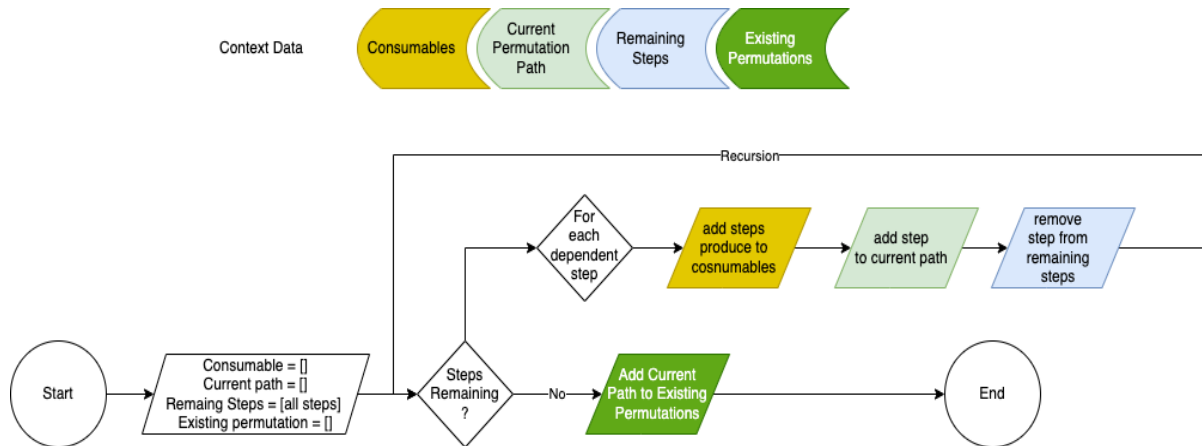 Context Data
Consumables
Current
Permutation
Path
Remaining
Steps
Existing
Permutations
Recursion
For
each
dependent
step
add steps
produce to
cosnumables
add step
to current path
remove
step from
remaining
steps
Start
Consumable = []
Current path = []
Remaing Steps = [all steps]
Existing permutation = []
Steps
Remaining
?
No
Add Current
Path to Existing
Permutations
End